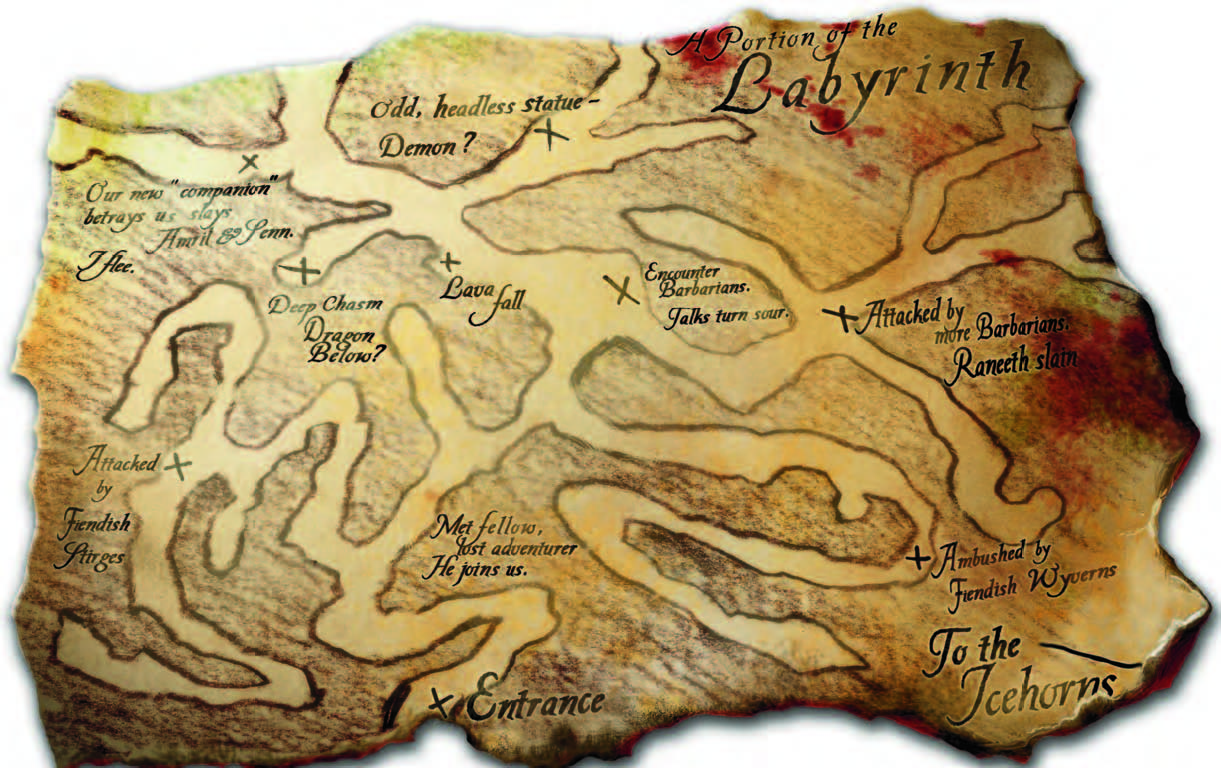 A Portion of the
Labyrinth
Odd, headless statue -
Demon?
Our new "companion"
betrays us slays
Amril & Penn.
I flee.
Deep Chasm
Dragon
Below?
Lava
fall
Encounter
Barbarians.
Talks turn sour.
Attacked by
more Barbarians.
Raneeth slain
Attacked
by
Fiendish
Stirges
Met fellow,
lost adventurer
He joins us.
Ambushed by
Fiendish Wyverns
To the
Icehorns
Entrance